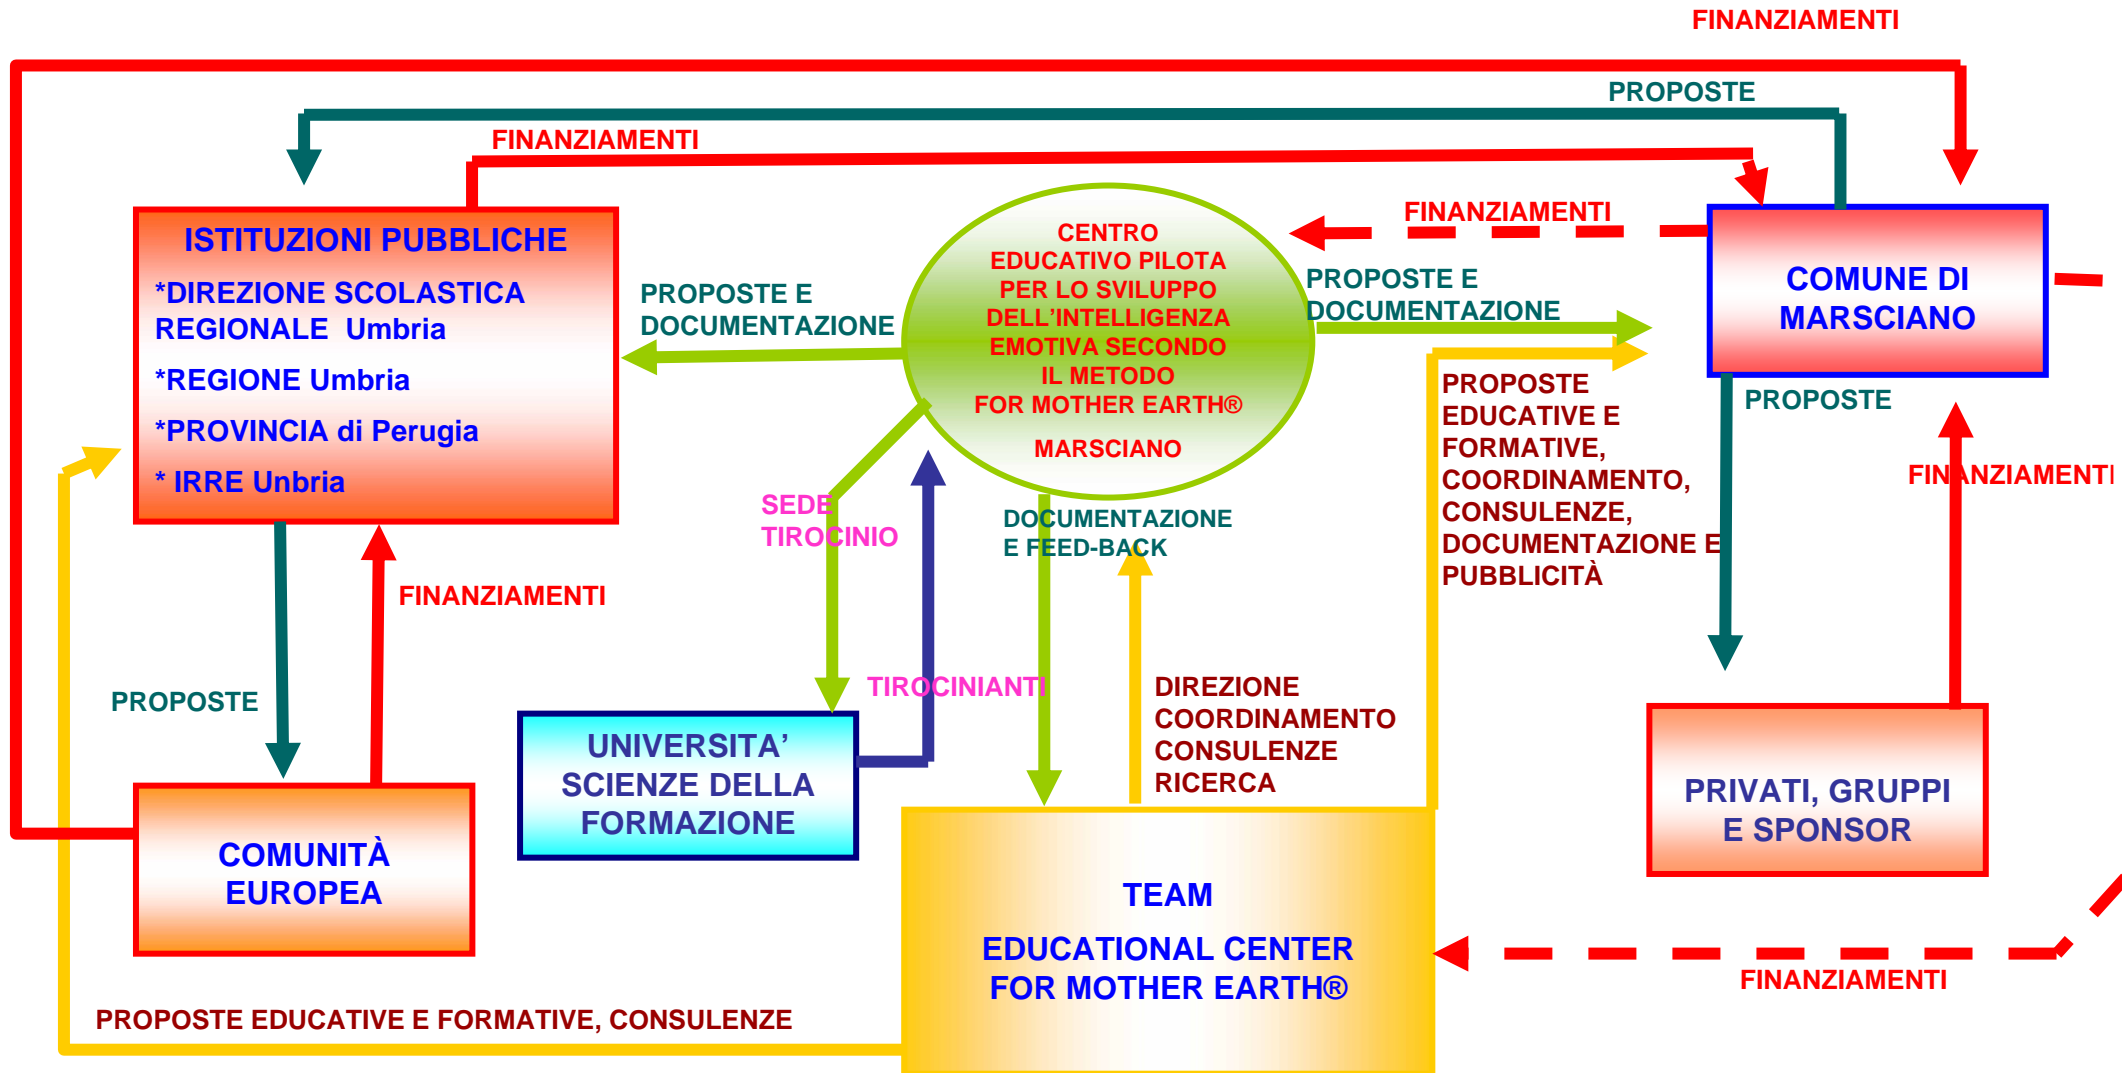 FINANZIAMENTI
PROPOSTE
FINANZIAMENTI
ISTITUZIONI PUBBLICHE
*DIREZIONE SCOLASTICA
REGIONALE Umbria
*REGIONE Umbria
*PROVINCIA di Perugia
* IRRE Unbria
PROPOSTE E
DOCUMENTAZIONE
CENTRO
EDUCATIVO PILOTA
PER LO SVILUPPO
DELL'INTELLIGENZA
EMOTIVA SECONDO
IL METODO
FOR MOTHER EARTH®
MARSCIANO
FINANZIAMENTI
PROPOSTE E
DOCUMENTAZIONE
COMUNE DI
MARSCIANO
PROPOSTE
EDUCATIVE E
FORMATIVE,
COORDINAMENTO,
CONSULENZE,
DOCUMENTAZIONE E
PUBBLICITÀ
PROPOSTE
FINANZIAMENTI
SEDE
TIROCINIO
DOCUMENTAZIONE
E FEED-BACK
FINANZIAMENTI
PROPOSTE
TIROCINIANTI
DIREZIONE
COORDINAMENTO
CONSULENZE
RICERCA
UNIVERSITA'
SCIENZE DELLA
FORMAZIONE
PRIVATI, GRUPPI
E SPONSOR
COMUNITÀ
EUROPEA
TEAM
EDUCATIONAL CENTER
FOR MOTHER EARTH®
FINANZIAMENTI
PROPOSTE EDUCATIVE E FORMATIVE, CONSULENZE